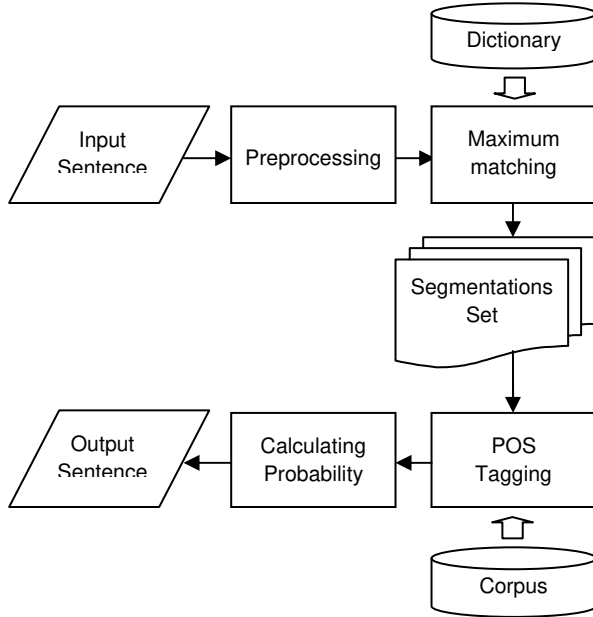 Dictionary
Input
Sentence
Preprocessing
Maximum
matching
Segmentations
Set
Output
Sentence
Calculating
Probability
POS
Tagging
Corpus